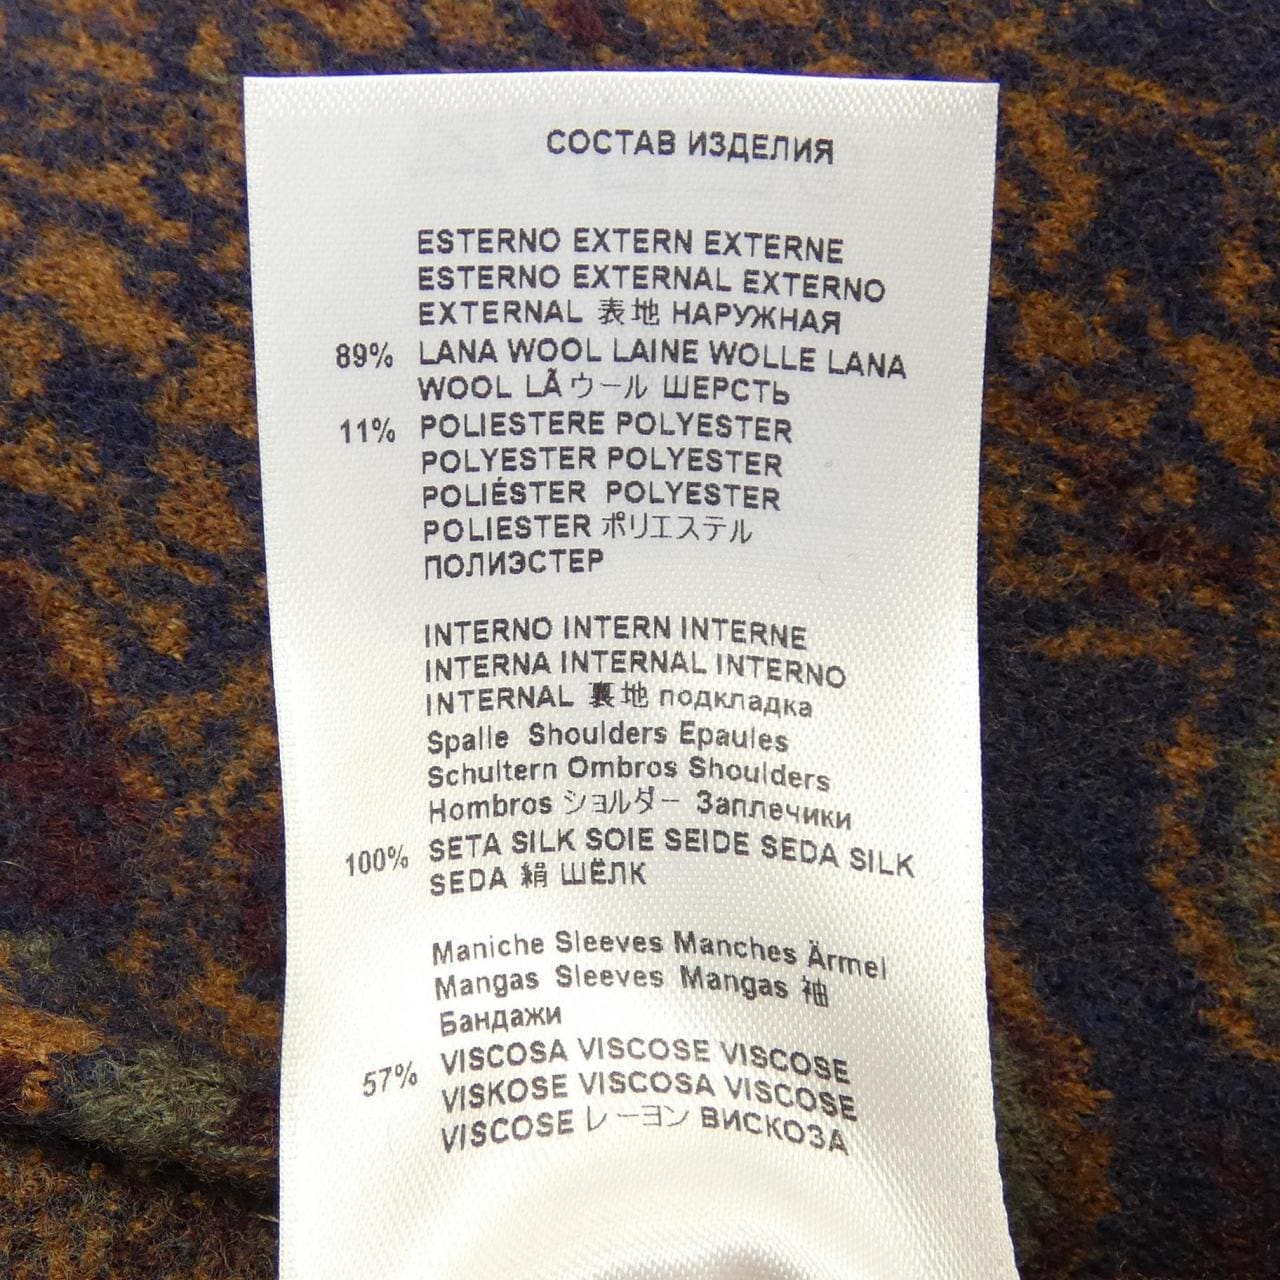 СОСТАВ ИЗДЕЛИЯ
ESTERNO EXTERN EXTERNE
ESTERNO EXTERNAL EXTERNO
EXTERNAL 表地 НАРУЖНАЯ
89% LANA WOOL LAINE WOLLE LANA
WOOL LÃ ウール ШЕРСТЬ
11% POLIESTERE POLYESTER
POLYESTER POLYESTER
POLIÉSTER POLYESTER
POLIESTER ポリエステル
ПОЛИЭСТЕР
INTERNO INTERN INTERNE
INTERNA INTERNAL INTERNO
INTERNAL 裏地 подкладка
Spalle Shoulders Epaules
Schultern Ombros Shoulders
Hombros ショルダー Заплечики
100% SETA SILK SOIE SEIDE SEDA SILK
SEDA 絹 ШЁЛК
Maniche Sleeves Manches Ärmel
Mangas Sleeves Mangas 袖
Бандажи
57% VISCOSA VISCOSE VISCOSE
VISKOSE VISCOSA VISCOSE
VISCOSE レーヨン ВИСКОЗА